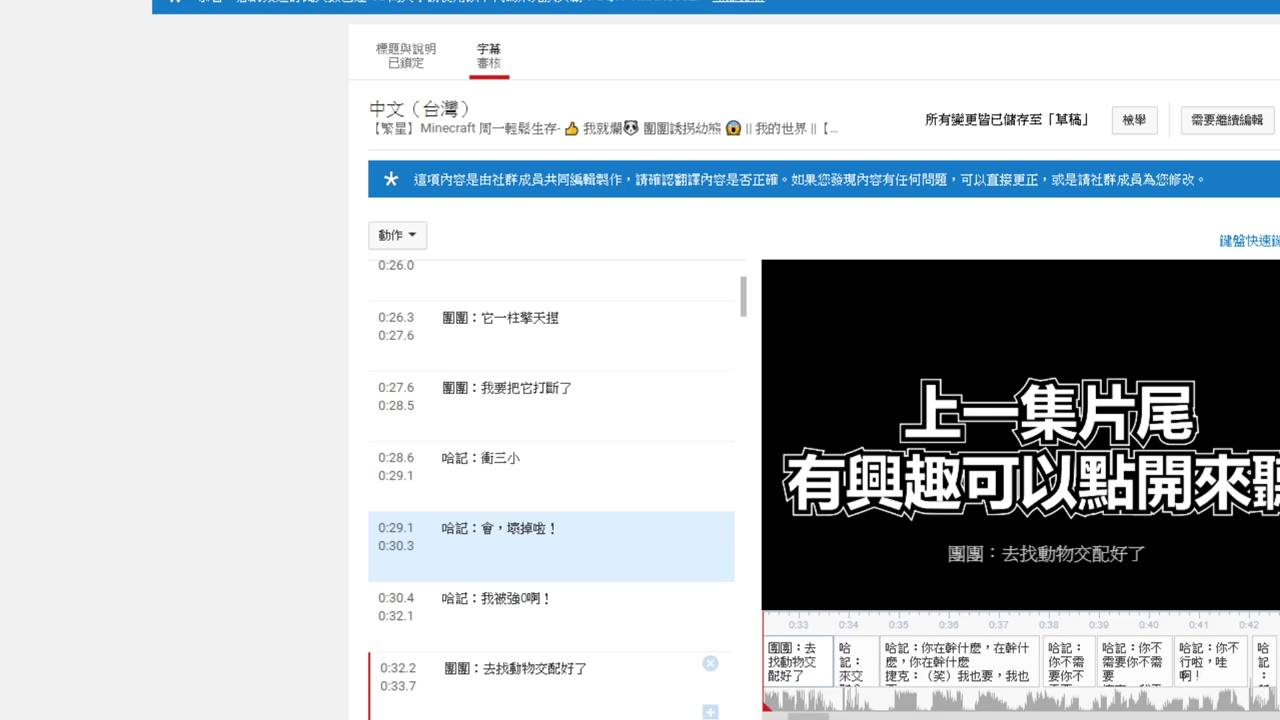 標題與說明
已鎖定
字幕
審核
中文（台灣）
【繁星】Minecraft 周一輕鬆生存-👍 我就爛🐼 團團誘拐幼熊 😱 || 我的世界 ||【...
所有變更皆已儲存至「草稿」
檢舉
需要繼續編輯
這項內容是由社群成員共同編輯製作，請確認翻譯內容是否正確。如果您發現內容有任何問題，可以直接更正，或是請社群成員為您修改。
動作
鍵盤快速鍵
0:26.0
0:26.3
0:27.6
團團：它一柱擎天捏
0:27.6
0:28.5
團團：我要把它打斷了
0:28.6
0:29.1
哈記：衝三小
0:29.1
0:30.3
哈記：會，壞掉啦！
0:30.4
0:32.1
哈記：我被強0啊！
0:32.2
0:33.7
團團：去找動物交配好了
上一集片尾
有興趣可以點開來聽
團團：去找動物交配好了
0:33 0:34 0:35 0:36 0:37 0:38 0:39 0:40 0:41 0:42
團團：去
找動物交
配好了
哈
記：
來交
哈記：你在幹什麼，在幹什
麼，你在幹什麼
捷克：（笑）我也要，我也
哈記：
你不需
要你不
哈記：你不
需要你不需
要
哈記：你不
行啦，哇
啊！
哈
記
：